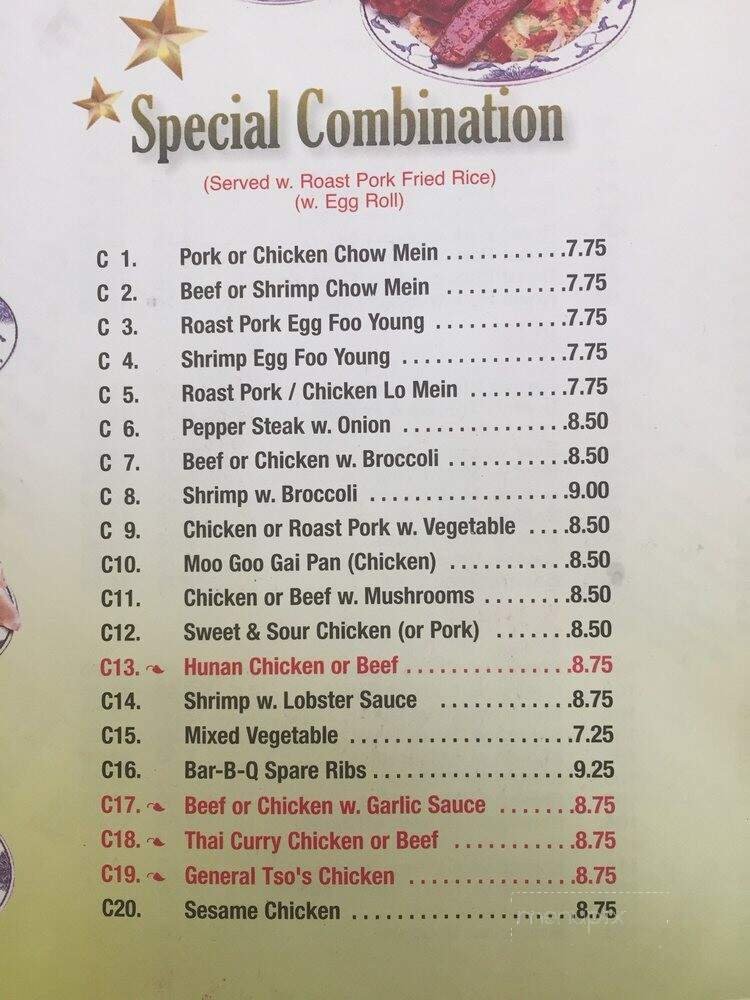 Special Combination
(Served w. Roast Pork Fried Rice)
(w. Egg Roll)
C 1. Pork or Chicken Chow Mein ...........7.75
C 2. Beef or Shrimp Chow Mein ...........7.75
C 3. Roast Pork Egg Foo Young ............7.75
C 4. Shrimp Egg Foo Young ...............7.75
C 5. Roast Pork / Chicken Lo Mein .........7.75
C 6. Pepper Steak w. Onion ...............8.50
C 7. Beef or Chicken w. Broccoli ...........8.50
C 8. Shrimp w. Broccoli ..................9.00
C 9. Chicken or Roast Pork w. Vegetable ....8.50
C10. Moo Goo Gai Pan (Chicken) ...........8.50
C11. Chicken or Beef w. Mushrooms ........8.50
C12. Sweet & Sour Chicken (or Pork) .......8.50
C13. Hunan Chicken or Beef ...............8.75
C14. Shrimp w. Lobster Sauce ............8.75
C15. Mixed Vegetable ....................7.25
C16. Bar-B-Q Spare Ribs ..................9.25
C17. Beef or Chicken w. Garlic Sauce .......8.75
C18. Thai Curry Chicken or Beef ...........8.75
C19. General Tso's Chicken ...............8.75
C20. Sesame Chicken ....................8.75
menupix